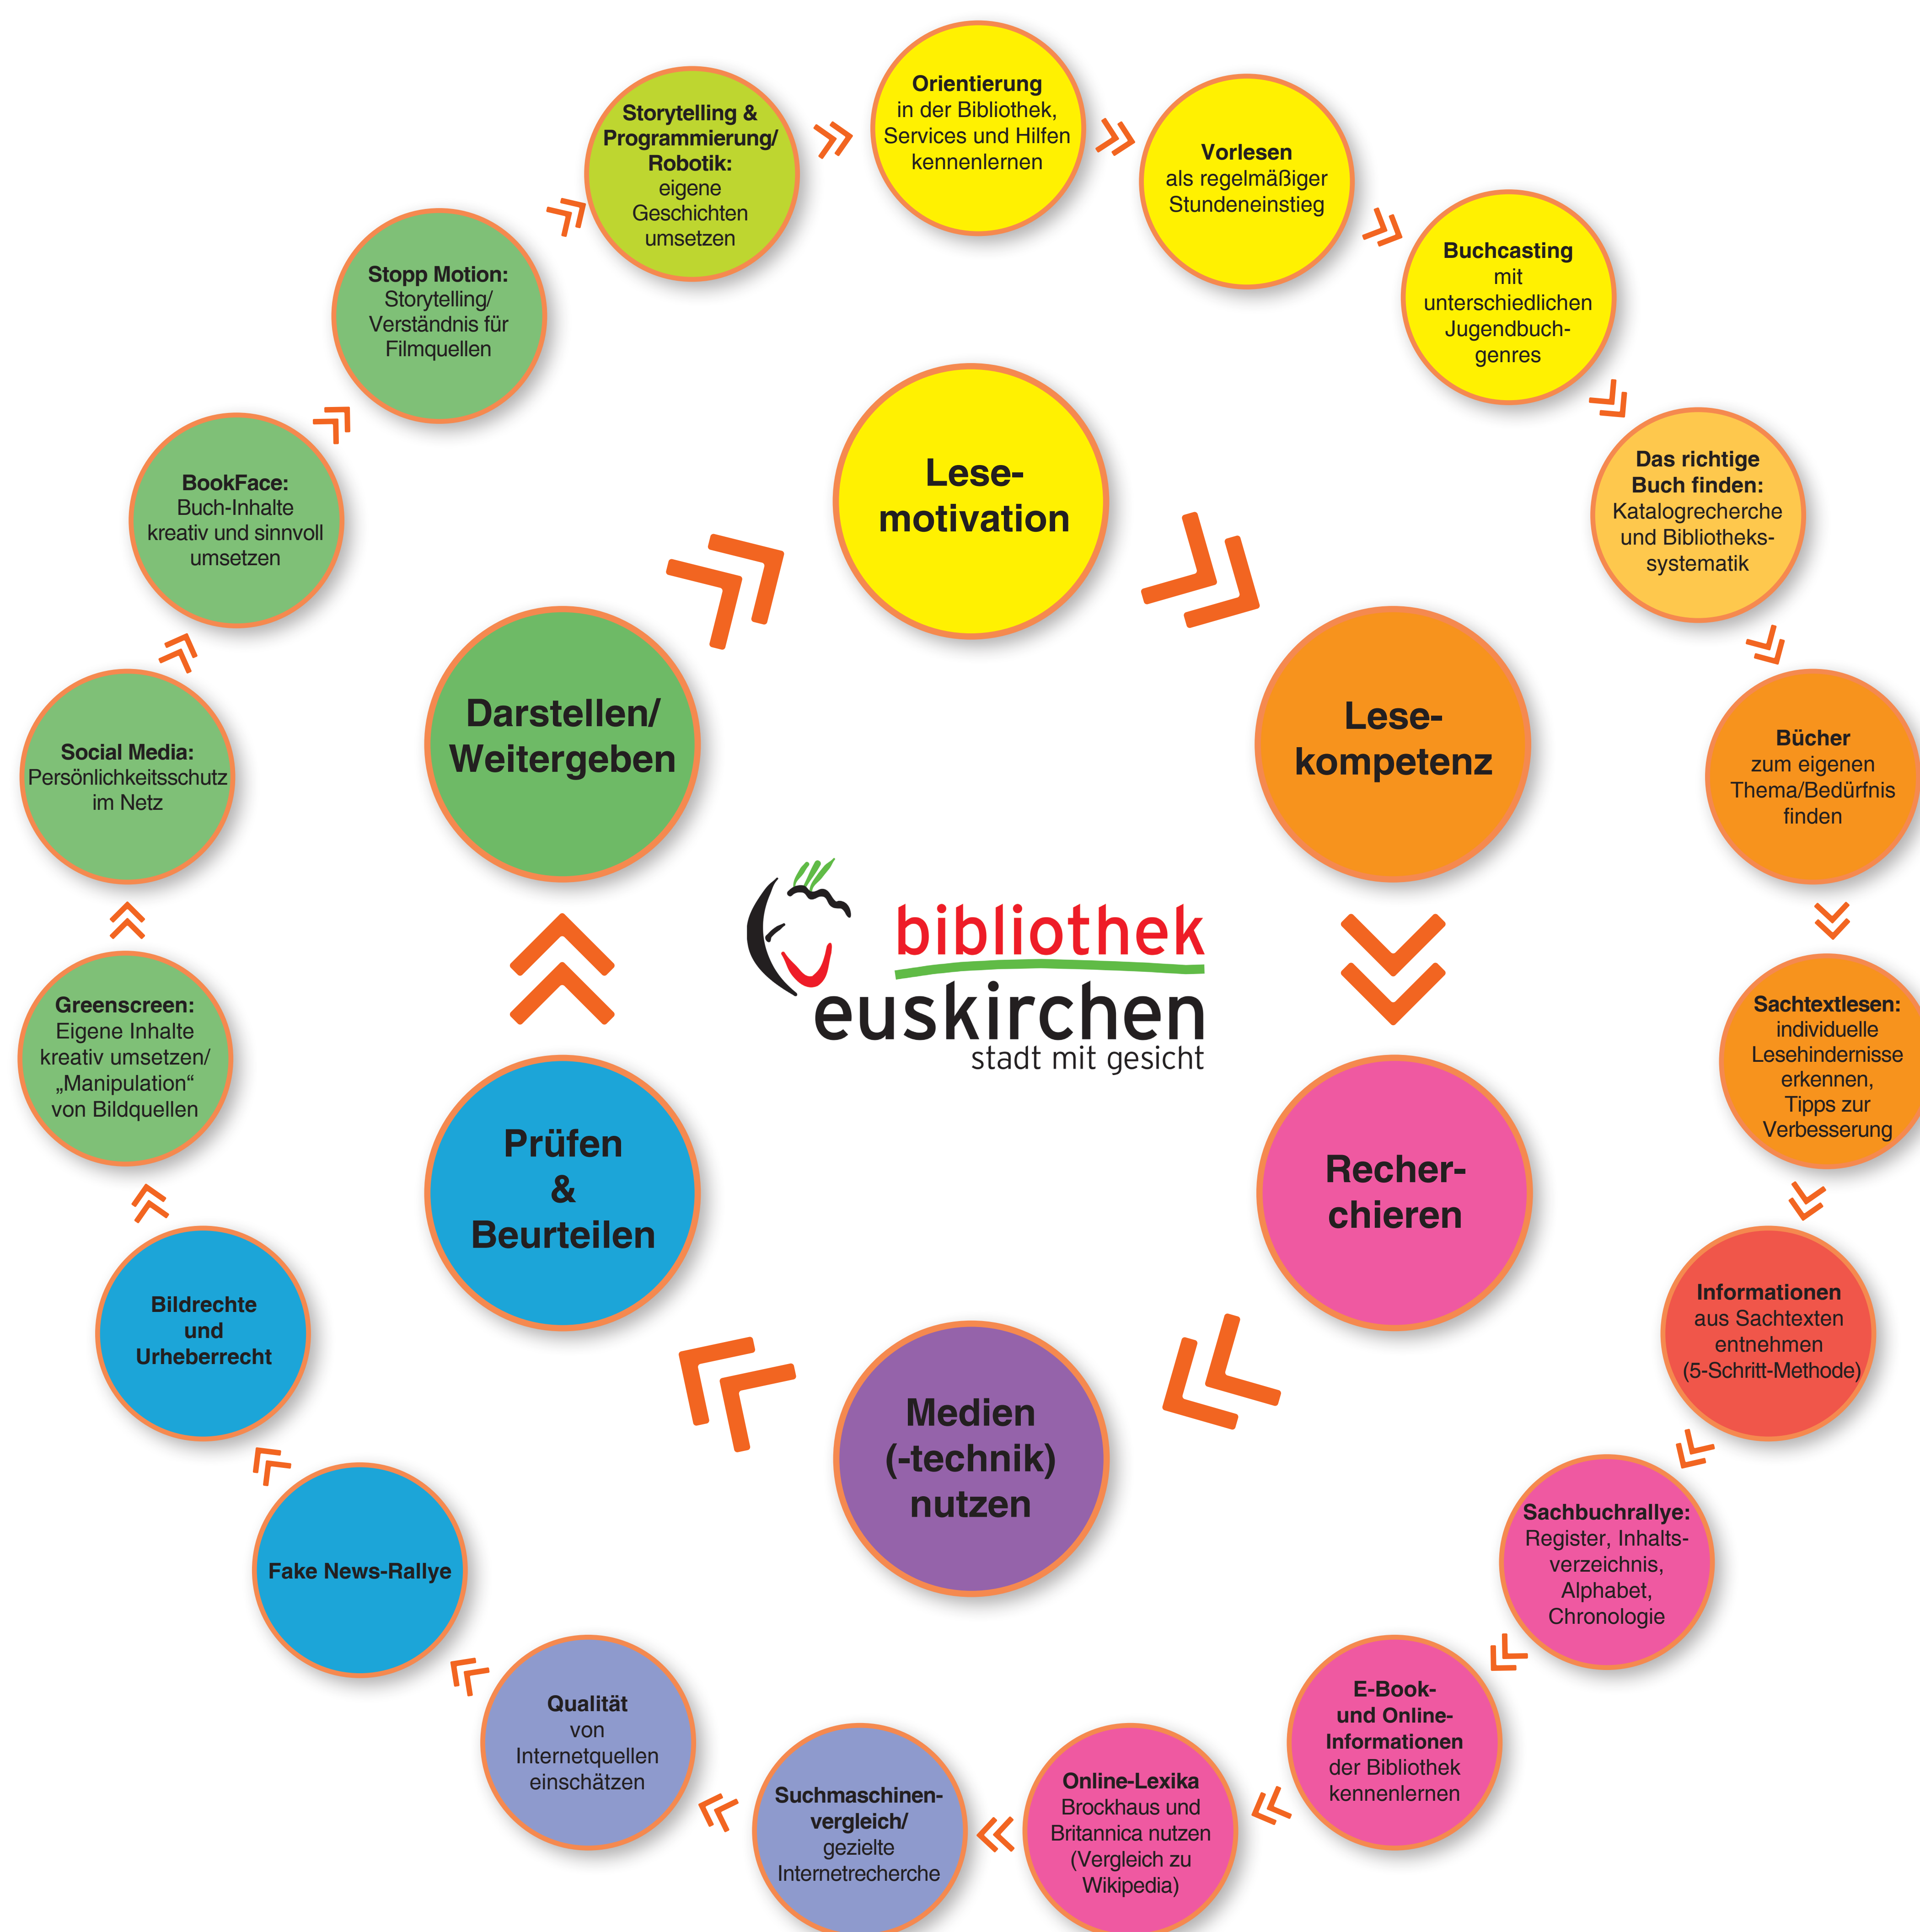 Orientierung
in der Bibliothek,
Services und Hilfen
kennenlernen
Vorlesen
als regelmäßiger
Stundeneinstieg
Buchcasting
mit
unterschiedlichen
Jugendbuch-
genres
Das richtige
Buch finden:
Katalogrecherche
und Bibliotheks-
systematik
Bücher
zum eigenen
Thema/Bedürfnis
finden
Sachtextlesen:
individuelle
Lesehindernisse
erkennen,
Tipps zur
Verbesserung
Informationen
aus Sachtexten
entnehmen
(5-Schritt-Methode)
Sachbuchrallye:
Register, Inhalts-
verzeichnis,
Alphabet,
Chronologie
E-Book-
und Online-
Informationen
der Bibliothek
kennenlernen
Online-Lexika
Brockhaus und
Britannica nutzen
(Vergleich zu
Wikipedia)
Suchmaschinen-
vergleich/
gezielte
Internetrecherche
Qualität
von
Internetquellen
einschätzen
Fake News-Rallye
Bildrechte
und
Urheberrecht
Greenscreen:
Eigene Inhalte
kreativ umsetzen/
„Manipulation“
von Bildquellen
Social Media:
Persönlichkeitsschutz
im Netz
BookFace:
Buch-Inhalte
kreativ und sinnvoll
umsetzen
Stopp Motion:
Storytelling/
Verständnis für
Filmquellen
Storytelling &
Programmierung/
Robotik:
eigene
Geschichten
umsetzen
Lese-
motivation
Lese-
kompetenz
Recher-
chieren
Medien
(-technik)
nutzen
Prüfen
&
Beurteilen
Darstellen/
Weitergeben
bibliothek
euskirchen
stadt mit gesicht